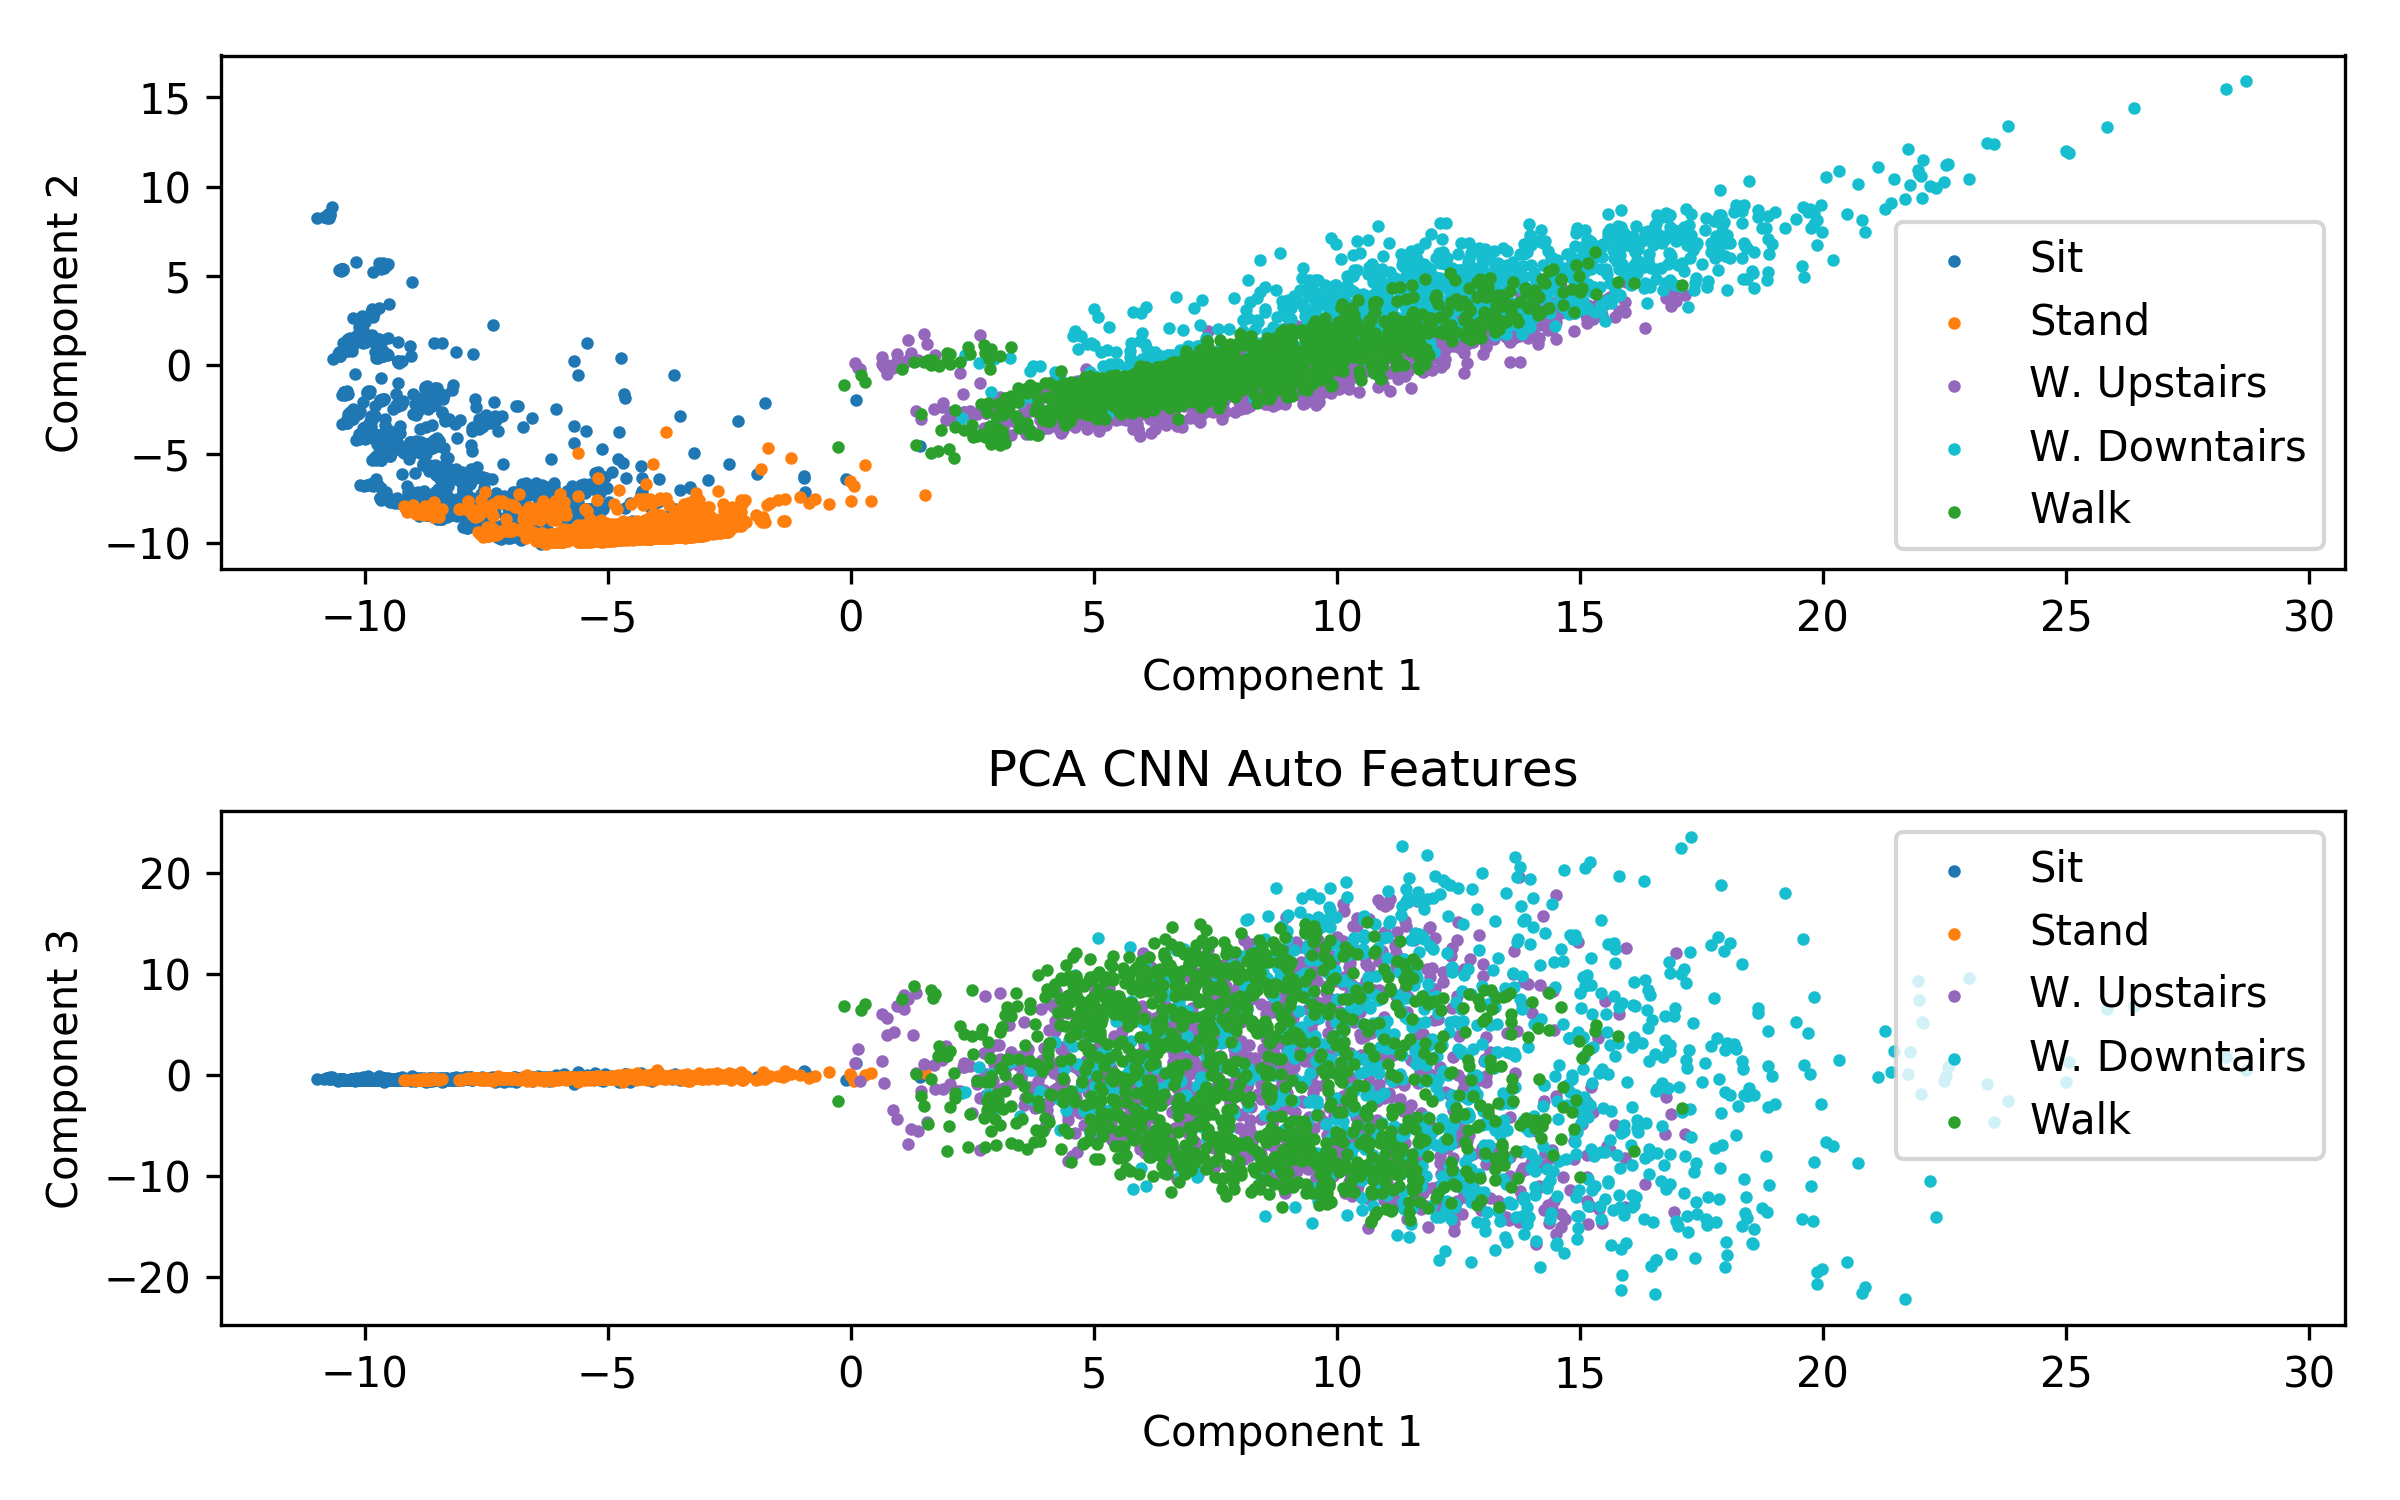 15
10
5
0
−5
−10
Component 2
Sit
Stand
W. Upstairs
W. Downtairs
Walk
−10 −5 0 5 10 15 20 25 30
Component 1
PCA CNN Auto Features
20
10
0
−10
−20
Component 3
Sit
Stand
W. Upstairs
W. Downtairs
Walk
−10 −5 0 5 10 15 20 25 30
Component 1